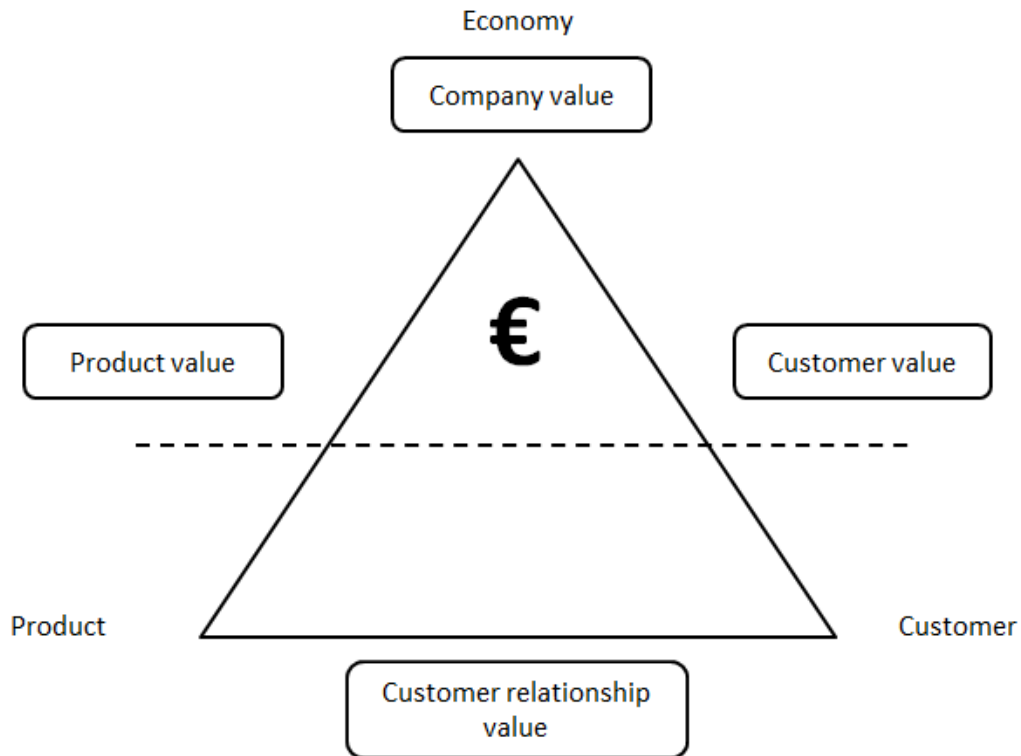 Economy
Company value
€
Product value
Customer value
Product
Customer
Customer relationship
value